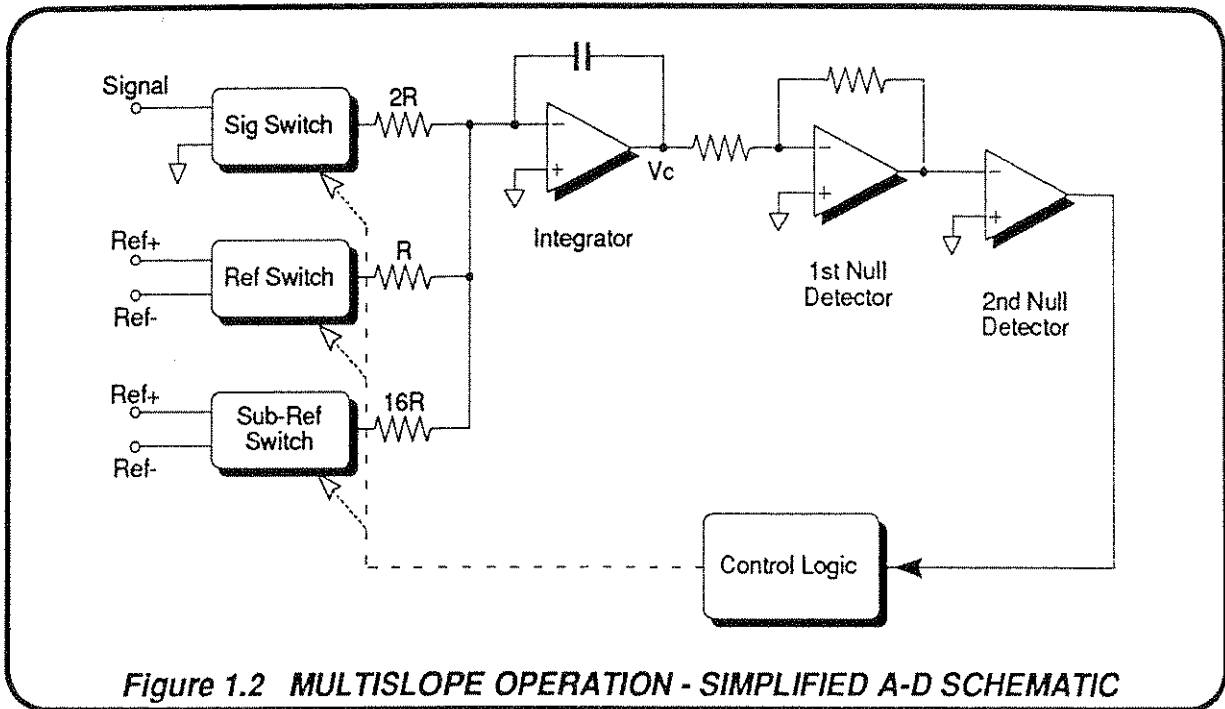 Signal
Sig Switch
2R
Vc
Integrator
Ref+
Ref-
Ref Switch
R
1st Null
Detector
2nd Null
Detector
Ref+
Ref-
Sub-Ref
Switch
16R
Control Logic
Figure 1.2 MULTISLOPE OPERATION - SIMPLIFIED A-D SCHEMATIC